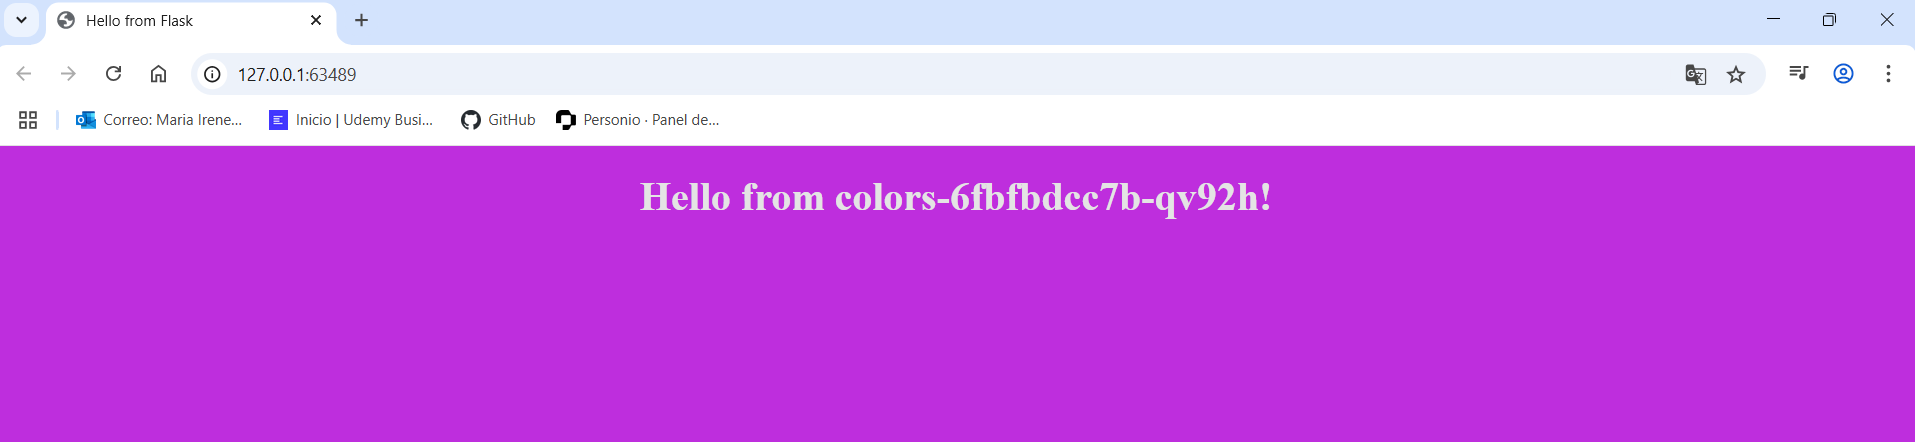 Hello from Flask
127.0.0.1:63489
Correo: Maria Irene... Inicio | Udemy Busi... GitHub Personio · Panel de...
Hello from colors-6fbfbdcc7b-qv92h!